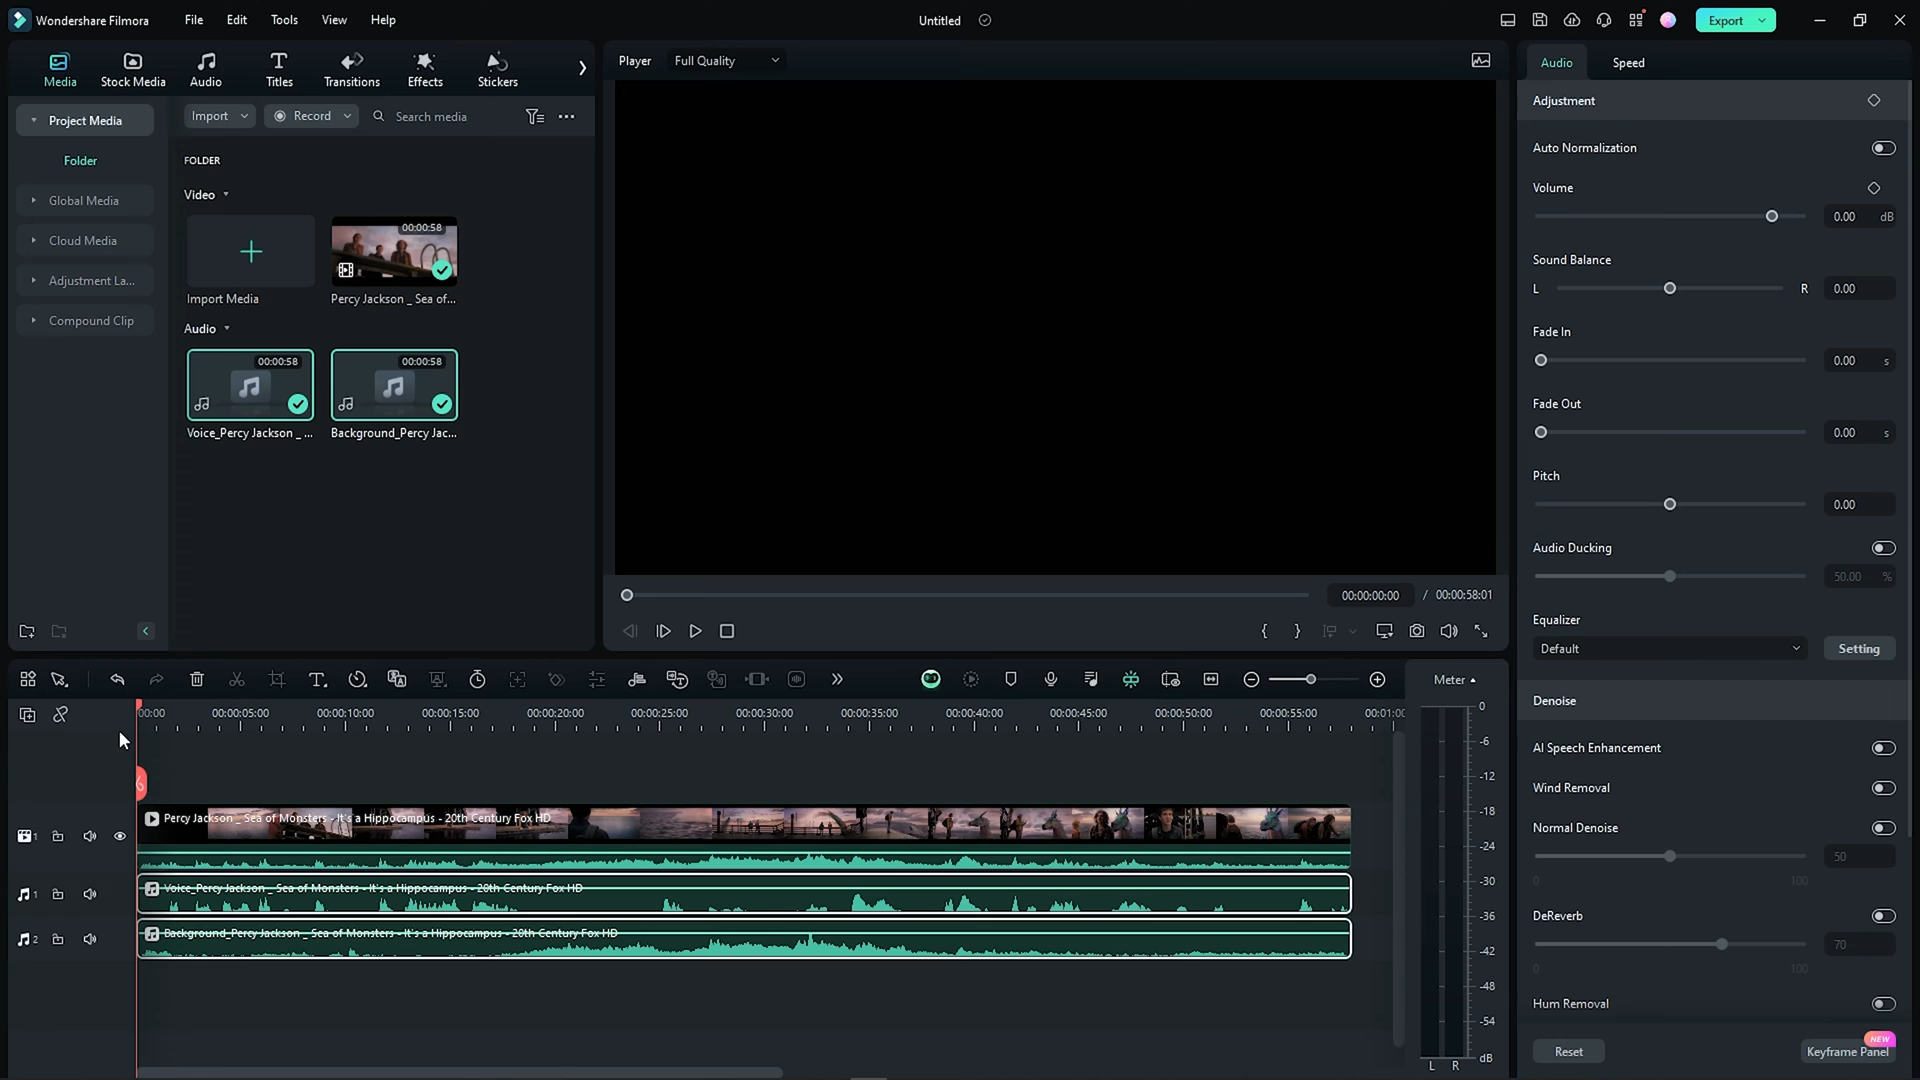 Wondershare Filmora
File
Edit
Tools
View
Help
Untitled
Export
Media
Stock Media
Audio
Titles
Transitions
Effects
Stickers
Player
Full Quality
Audio
Speed
Project Media
Folder
Global Media
Cloud Media
Adjustment La...
Compound Clip
Import
Record
Search media
FOLDER
Video
00:00:58
Import Media
Percy Jackson _ Sea of...
Audio
00:00:58
00:00:58
Voice_Percy Jackson _ ...
Background_Percy Jac...
00:00:00:00
/
00:00:58:01
Adjustment
Auto Normalization
Volume
0.00
dB
Sound Balance
L
R
0.00
Fade In
0.00
s
Fade Out
0.00
s
Pitch
0.00
Audio Ducking
50.00
%
Equalizer
Default
Setting
Denoise
AI Speech Enhancement
Wind Removal
Normal Denoise
50
0
100
DeReverb
70
0
100
Hum Removal
Reset
NEW
Keyframe Panel
Meter
00:00
00:00:05:00
00:00:10:00
00:00:15:00
00:00:20:00
00:00:25:00
00:00:30:00
00:00:35:00
00:00:40:00
00:00:45:00
00:00:50:00
00:00:55:00
00:01:0
1
Percy Jackson _ Sea of Monsters - It's a Hippocampus - 20th Century Fox HD
1
Voice_Percy Jackson _ Sea of Monsters - It's a Hippocampus - 20th Century Fox HD
2
Background_Percy Jackson _ Sea of Monsters - It's a Hippocampus - 20th Century Fox HD
0
-6
-12
-18
-24
-30
-36
-42
-48
-54
dB
L
R